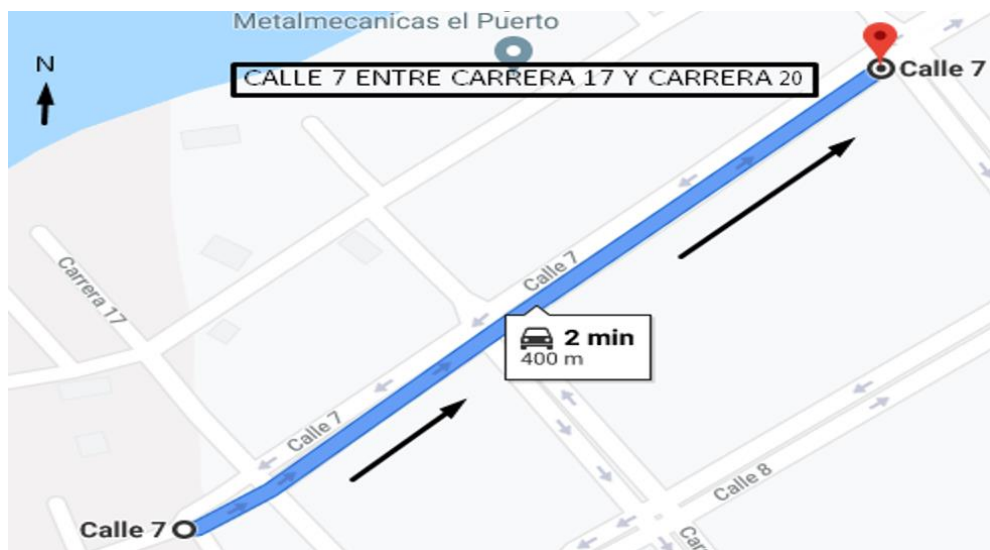 Metalmecanicas el Puerto
N
CALLE 7 ENTRE CARRERA 17 Y CARRERA 20
Calle 7
Carrera 17
Calle 7
2 min
400 m
Calle 7
Calle 8
Calle 7